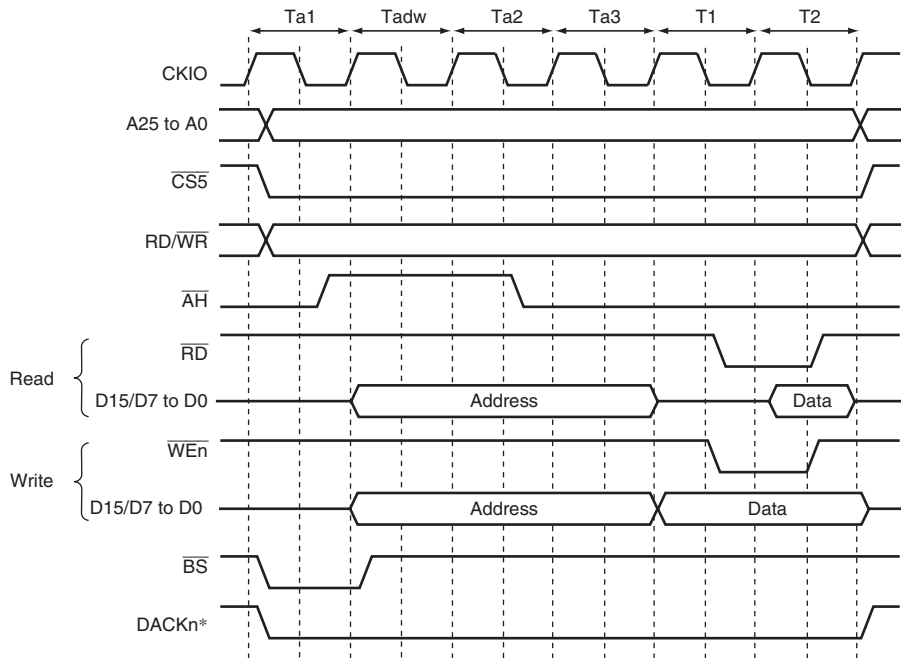 Ta1 Tadw Ta2 Ta3 T1 T2
CKIO
A25 to A0
CS5
RD/WR
AH
RD
Read
D15/D7 to D0 Address Data
WEn
Write
D15/D7 to D0 Address Data
BS
DACKn*